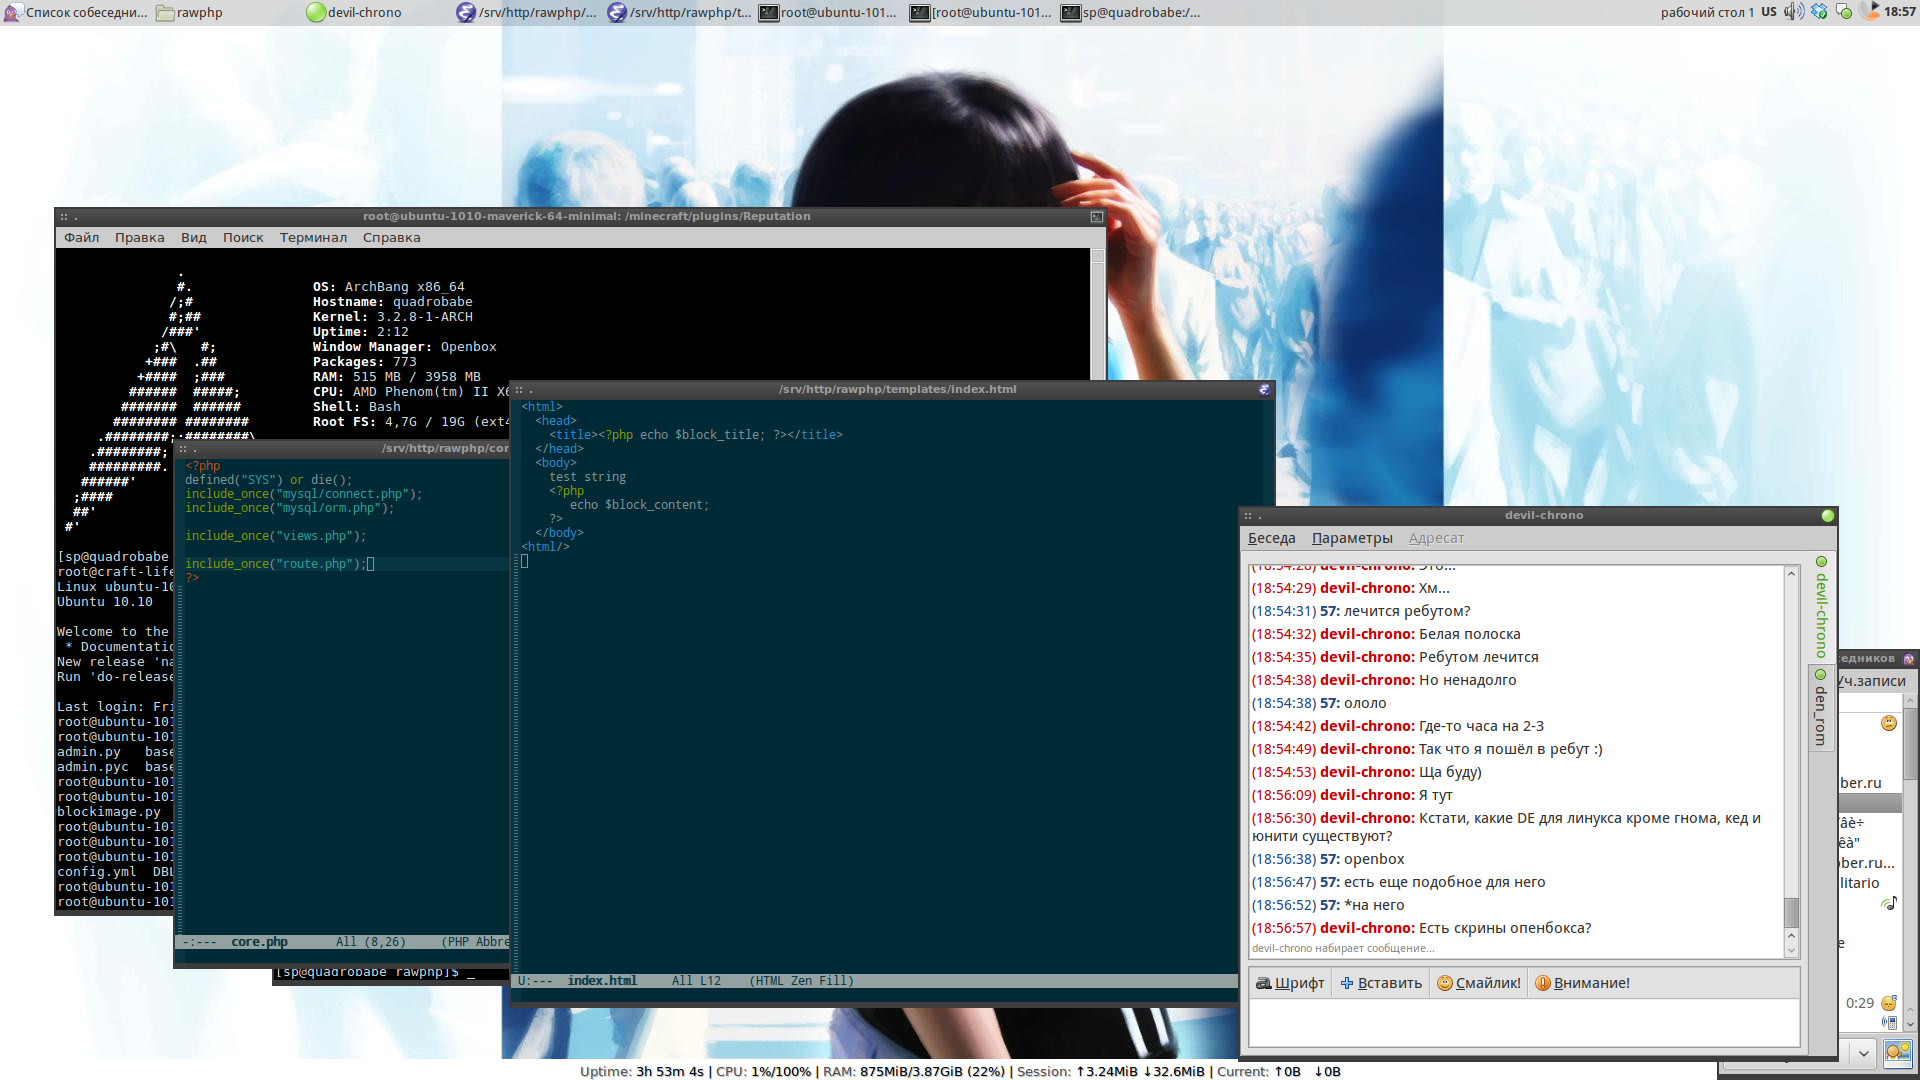 Список собеседни...
rawphp
devil-chrono
/srv/http/rawphp/...
/srv/http/rawphp/t...
root@ubuntu-101...
[root@ubuntu-101...
sp@quadrobabe:/...
рабочий стол 1
US
18:57
root@ubuntu-1010-maverick-64-minimal: /minecraft/plugins/Reputation
Файл Правка Вид Поиск Терминал Справка
OS: ArchBang x86_64
Hostname: quadrobabe
Kernel: 3.2.8-1-ARCH
Uptime: 2:12
Window Manager: Openbox
Packages: 773
RAM: 515 MB / 3958 MB
CPU: AMD Phenom(tm) II X6
Shell: Bash
Root FS: 4,7G / 19G (ext4
[sp@quadrobabe
root@craft-life
Linux ubuntu-10
Ubuntu 10.10
Welcome to the
* Documentatio
New release 'na
Run 'do-release
Last login: Fri
root@ubuntu-101
root@ubuntu-101
admin.py base
admin.pyc base
root@ubuntu-101
root@ubuntu-101
blockimage.py
root@ubuntu-101
root@ubuntu-101
root@ubuntu-101
config.yml DBL
root@ubuntu-101
root@ubuntu-101
/srv/http/rawphp/cor
<?php
defined("SYS") or die();
include_once("mysql/connect.php");
include_once("mysql/orm.php");
include_once("views.php");
include_once("route.php");
?>
-:--- core.php All (8,26) (PHP Abbre
[sp@quadrobabe rawphp]$ _
/srv/http/rawphp/templates/index.html
<html>
<head>
<title><?php echo $block_title; ?></title>
</head>
<body>
test string
<?php
echo $block_content;
?>
</body>
<html/>
U:--- index.html All L12 (HTML Zen Fill)
devil-chrono
Беседа Параметры Адресат
(18:54:28) devil-chrono: Это...
(18:54:29) devil-chrono: Хм...
(18:54:31) 57: лечится ребутом?
(18:54:32) devil-chrono: Белая полоска
(18:54:35) devil-chrono: Ребутом лечится
(18:54:38) devil-chrono: Но ненадолго
(18:54:38) 57: ололо
(18:54:42) devil-chrono: Где-то часа на 2-3
(18:54:49) devil-chrono: Так что я пошёл в ребут :)
(18:54:53) devil-chrono: Ща буду)
(18:56:09) devil-chrono: Я тут
(18:56:30) devil-chrono: Кстати, какие DE для линукса кроме гнома, кед и
юнити существуют?
(18:56:38) 57: openbox
(18:56:47) 57: есть еще подобное для него
(18:56:52) 57: *на него
(18:56:57) devil-chrono: Есть скрины опенбокса?
devil-chrono набирает сообщение...
Шрифт Вставить Смайлик! Внимание!
devil-chrono
den_rom
едников
Уч.записи
ber.ru
âè÷
êà"
ber.ru...
litario
e
0:29
Uptime: 3h 53m 4s | CPU: 1%/100% | RAM: 875MiB/3.87GiB (22%) | Session: ↑3.24MiB ↓32.6MiB | Current: ↑0B ↓0B